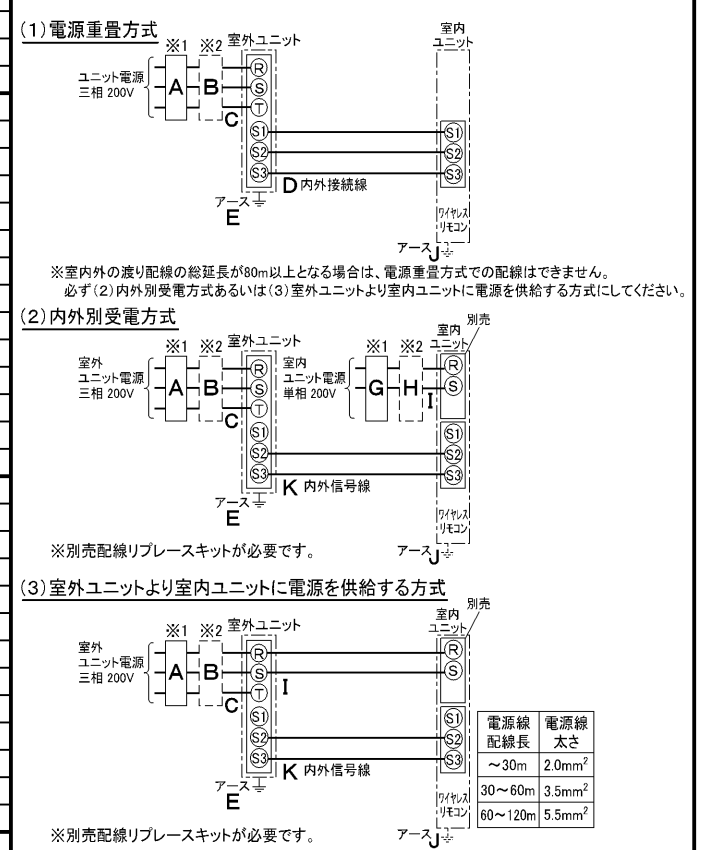 (1)電源重畳方式
※1 ※2 室外ユニット
室内
ユニット
ユニット電源
三相 200V
A
B
C
R
S
T
S1
S2
S3
S1
S2
S3
D 内外接続線
アース
E
ワイヤレス
リモコン
アース J
※室内外の渡り配線の総延長が80m以上となる場合は、電源重畳方式での配線はできません。
必ず(2)内外別受電方式あるいは(3)室外ユニットより室内ユニットに電源を供給する方式にしてください。
(2)内外別受電方式
※1 ※2 室外ユニット
※1 ※2
室内
ユニット
別売
室外
ユニット電源
三相 200V
A
B
C
R
S
T
S1
S2
S3
室内
ユニット電源
単相 200V
G
H
I
R
S
S1
S2
S3
K 内外信号線
アース
E
ワイヤレス
リモコン
※別売配線リプレースキットが必要です。
アース J
(3)室外ユニットより室内ユニットに電源を供給する方式
※1 ※2 室外ユニット
室内
ユニット
別売
室外
ユニット電源
三相 200V
A
B
C
R
S
T
S1
S2
S3
I
R
S
S1
S2
S3
K 内外信号線
アース
E
ワイヤレス
リモコン
電源線 電源線
配線長 太さ
~30m 2.0mm²
30~60m 3.5mm²
60~120m 5.5mm²
※別売配線リプレースキットが必要です。
アース J